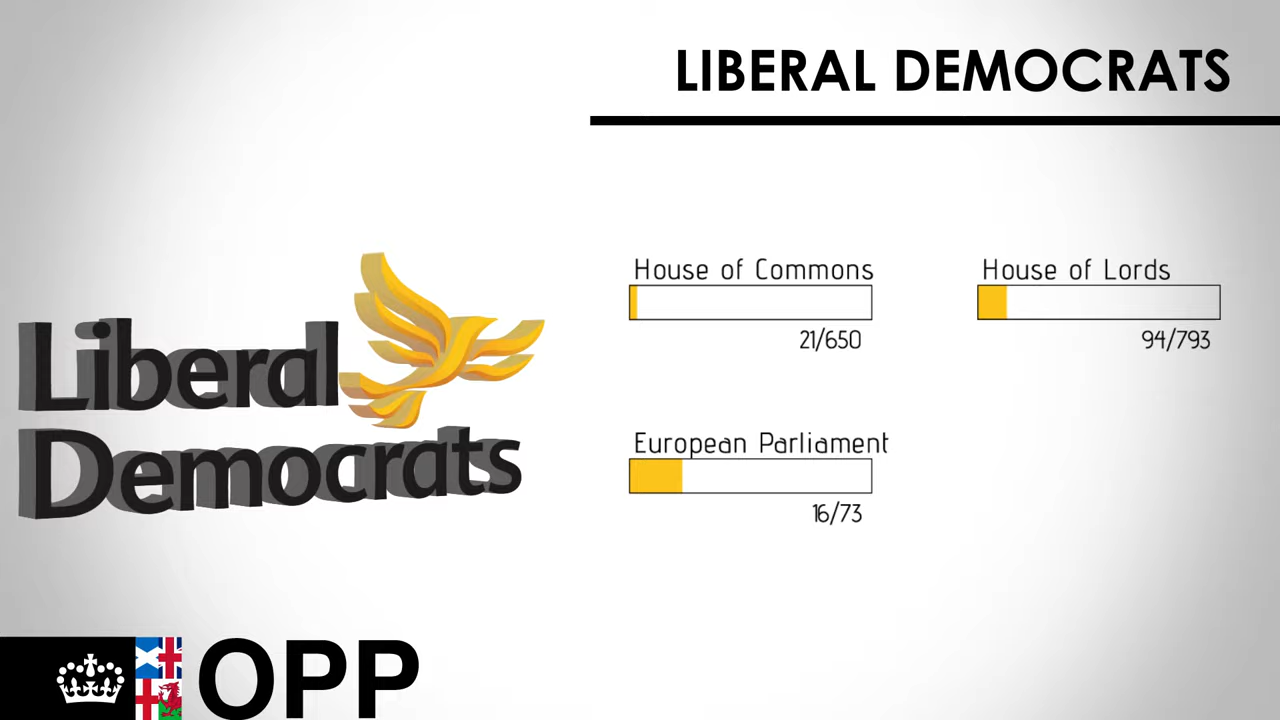 LIBERAL DEMOCRATS
Liberal
Democrats
House of Commons
21/650
House of Lords
94/793
European Parliament
16/73
OPP